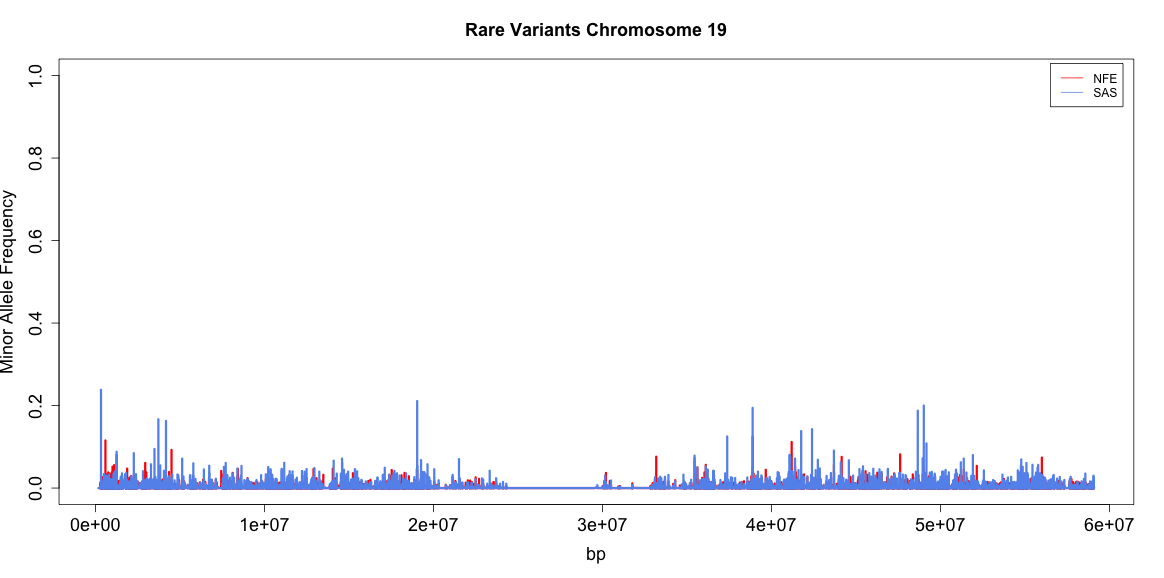 Rare Variants Chromosome 19
NFE
SAS
Minor Allele Frequency
1.0
0.8
0.6
0.4
0.2
0.0
0e+00 1e+07 2e+07 3e+07 4e+07 5e+07 6e+07
bp